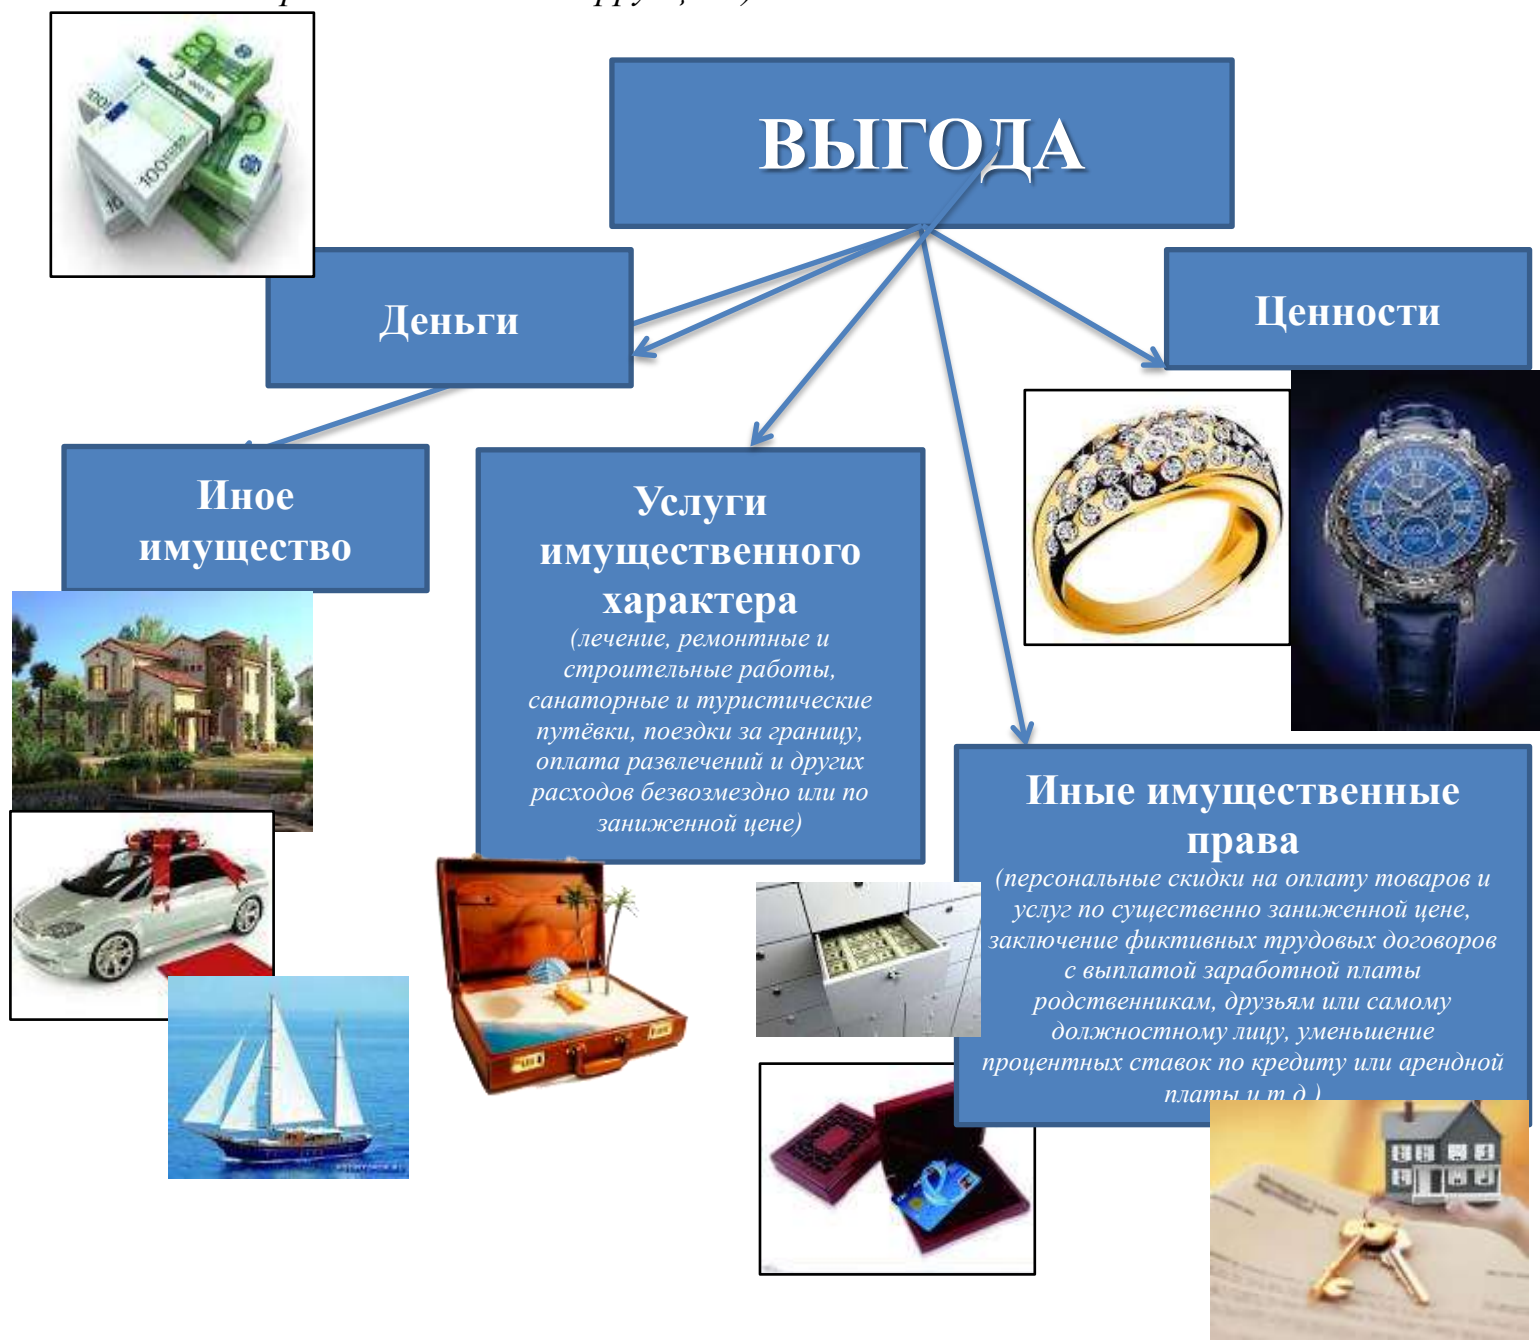 ВЫГОДА
Деньги
Ценности
Иное
имущество
Услуги
имущественного
характера
(лечение, ремонтные и
строительные работы,
санаторные и туристические
путёвки, поездки за границу,
оплата развлечений и других
расходов безвозмездно или по
заниженной цене)
Иные имущественные
права
(персональные скидки на оплату товаров и
услуг по существенно заниженной цене,
заключение фиктивных трудовых договоров
с выплатой заработной платы
родственникам, друзьям или самому
должностному лицу, уменьшение
процентных ставок по кредиту или арендной
платы и т.д.)
100
100